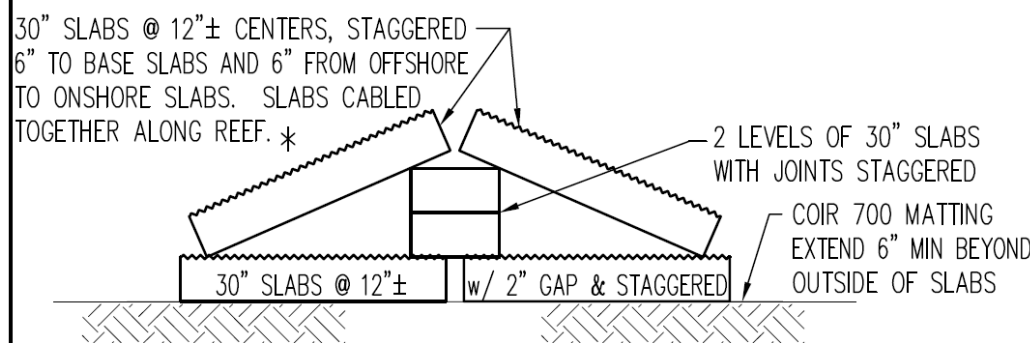 30” SLABS @ 12”± CENTERS, STAGGERED
6” TO BASE SLABS AND 6” FROM OFFSHORE
TO ONSHORE SLABS. SLABS CABLED
TOGETHER ALONG REEF. *
2 LEVELS OF 30” SLABS
WITH JOINTS STAGGERED
COIR 700 MATTING
EXTEND 6” MIN BEYOND
OUTSIDE OF SLABS
30” SLABS @ 12”± w/ 2” GAP & STAGGERED